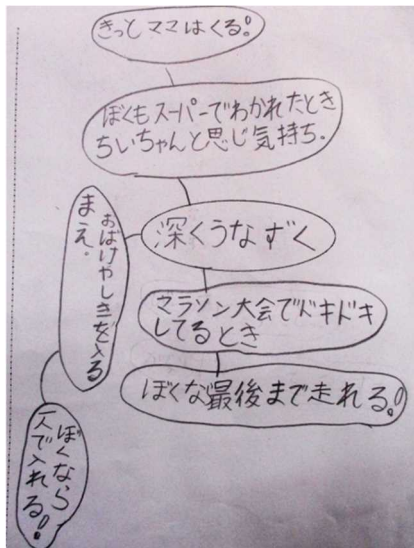 きっとママはくる!
ぼくもスーパーでわかれたとき
ちいちゃんと思じ気持ち.
深くうなずく
おばけやしきを入る
まえ.
マラソン大会でドキドキ
してるとき
ぼくな最後まで走れる!
ぼくなら
一人で入れる!